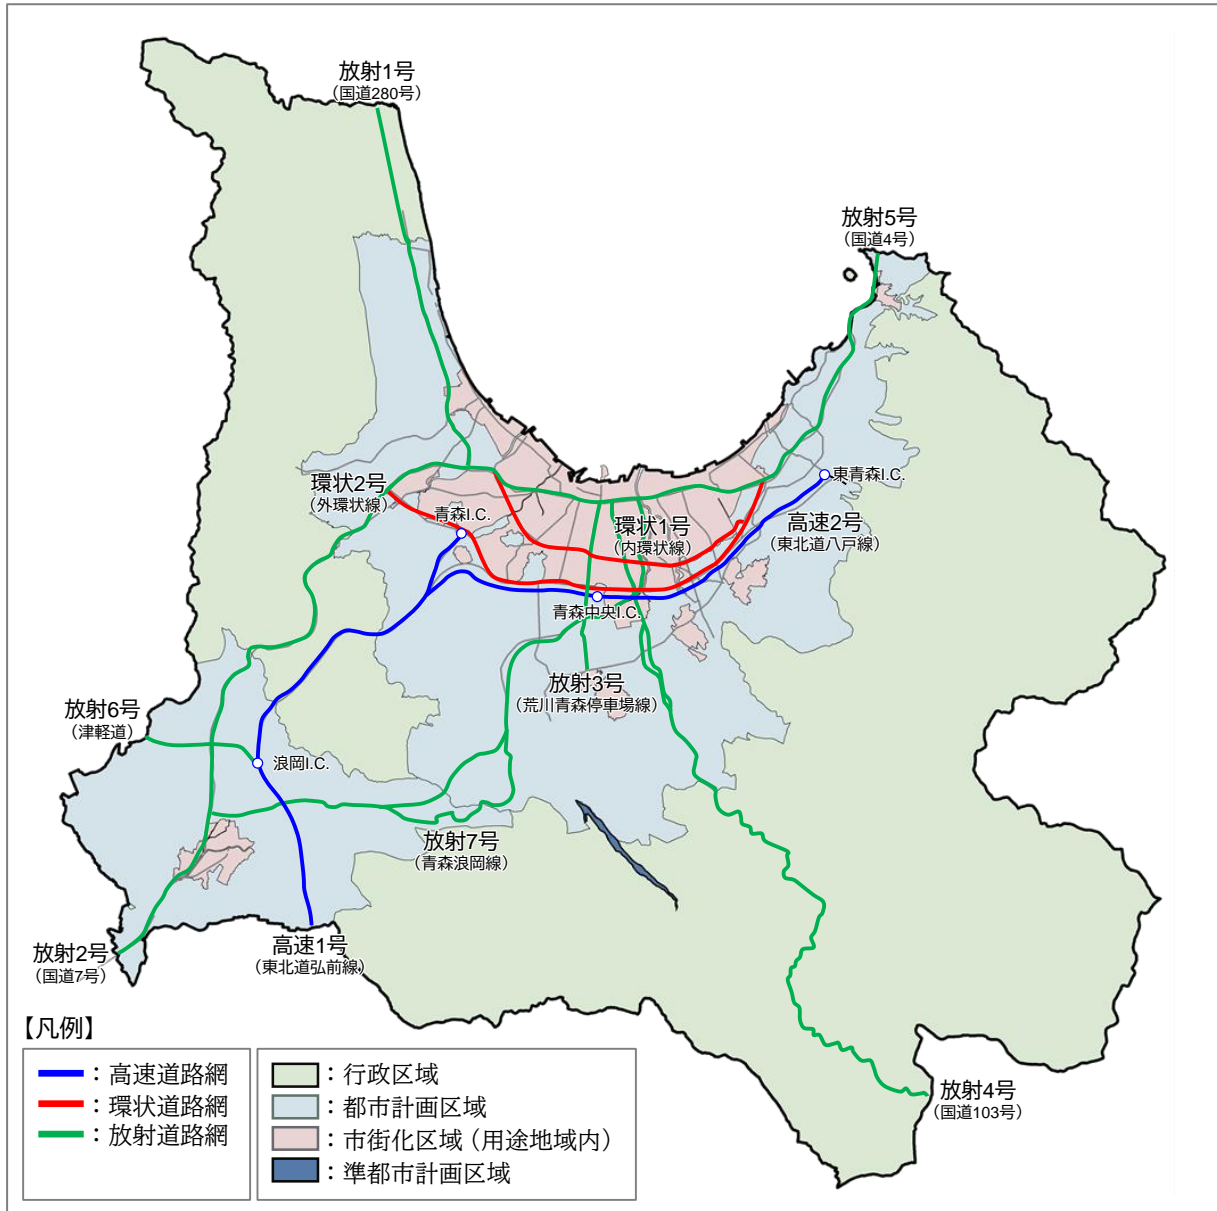 放射1号
（国道280号）
放射5号
（国道4号）
環状2号
（外環状線）
青森I.C.
環状1号
（内環状線）
東青森I.C.
高速2号
（東北道八戸線）
青森中央I.C.
放射3号
（荒川青森停車場線）
放射6号
（津軽道）
浪岡I.C.
放射7号
（青森浪岡線）
放射2号
（国道7号）
高速1号
（東北道弘前線）
放射4号
（国道103号）
【凡例】
：高速道路網
：環状道路網
：放射道路網
：行政区域
：都市計画区域
：市街化区域（用途地域内）
：準都市計画区域